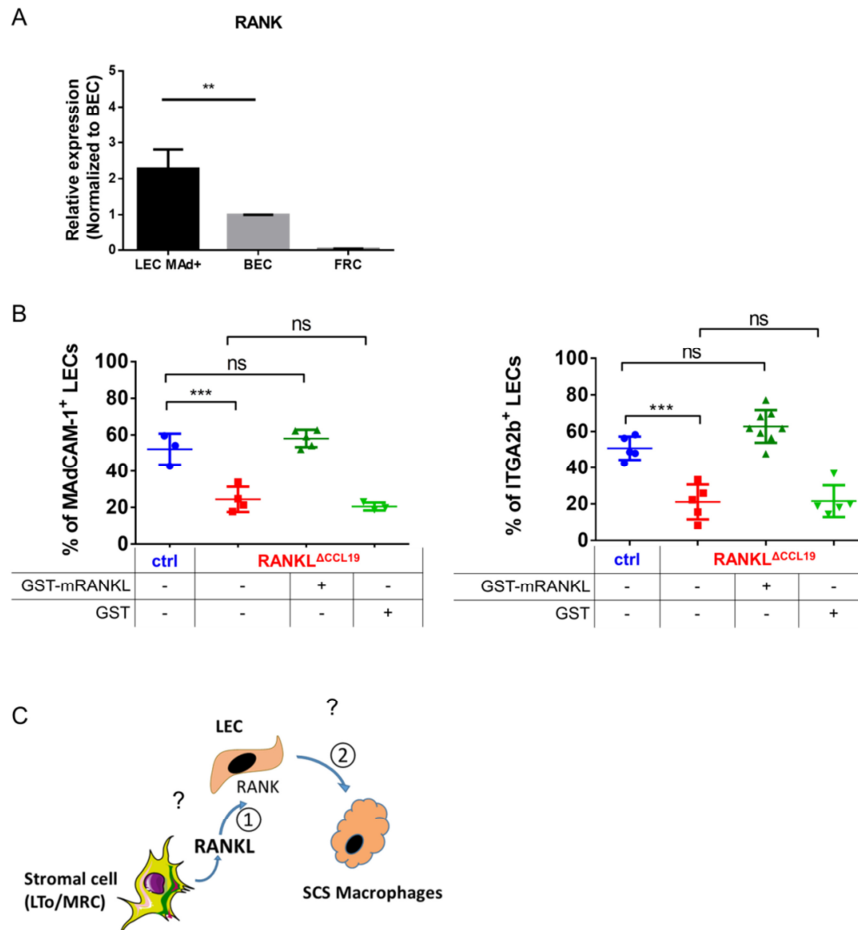 A
RANK
Relative expression
(Normalized to BEC)
5
4
3
2
1
0
**
LEC MAd+ BEC FRC
B
ns
ns
***
% of MAdCAM-1+ LECs
100
80
60
40
20
0
ctrl RANKLΔCCL19
GST-mRANKL - - + -
GST - - - +
ns
ns
***
% of ITGA2b+ LECs
100
80
60
40
20
0
ctrl RANKLΔCCL19
GST-mRANKL - - + -
GST - - - +
C
?
LEC
2
RANK
?
1
RANKL
Stromal cell
(LTo/MRC)
SCS Macrophages